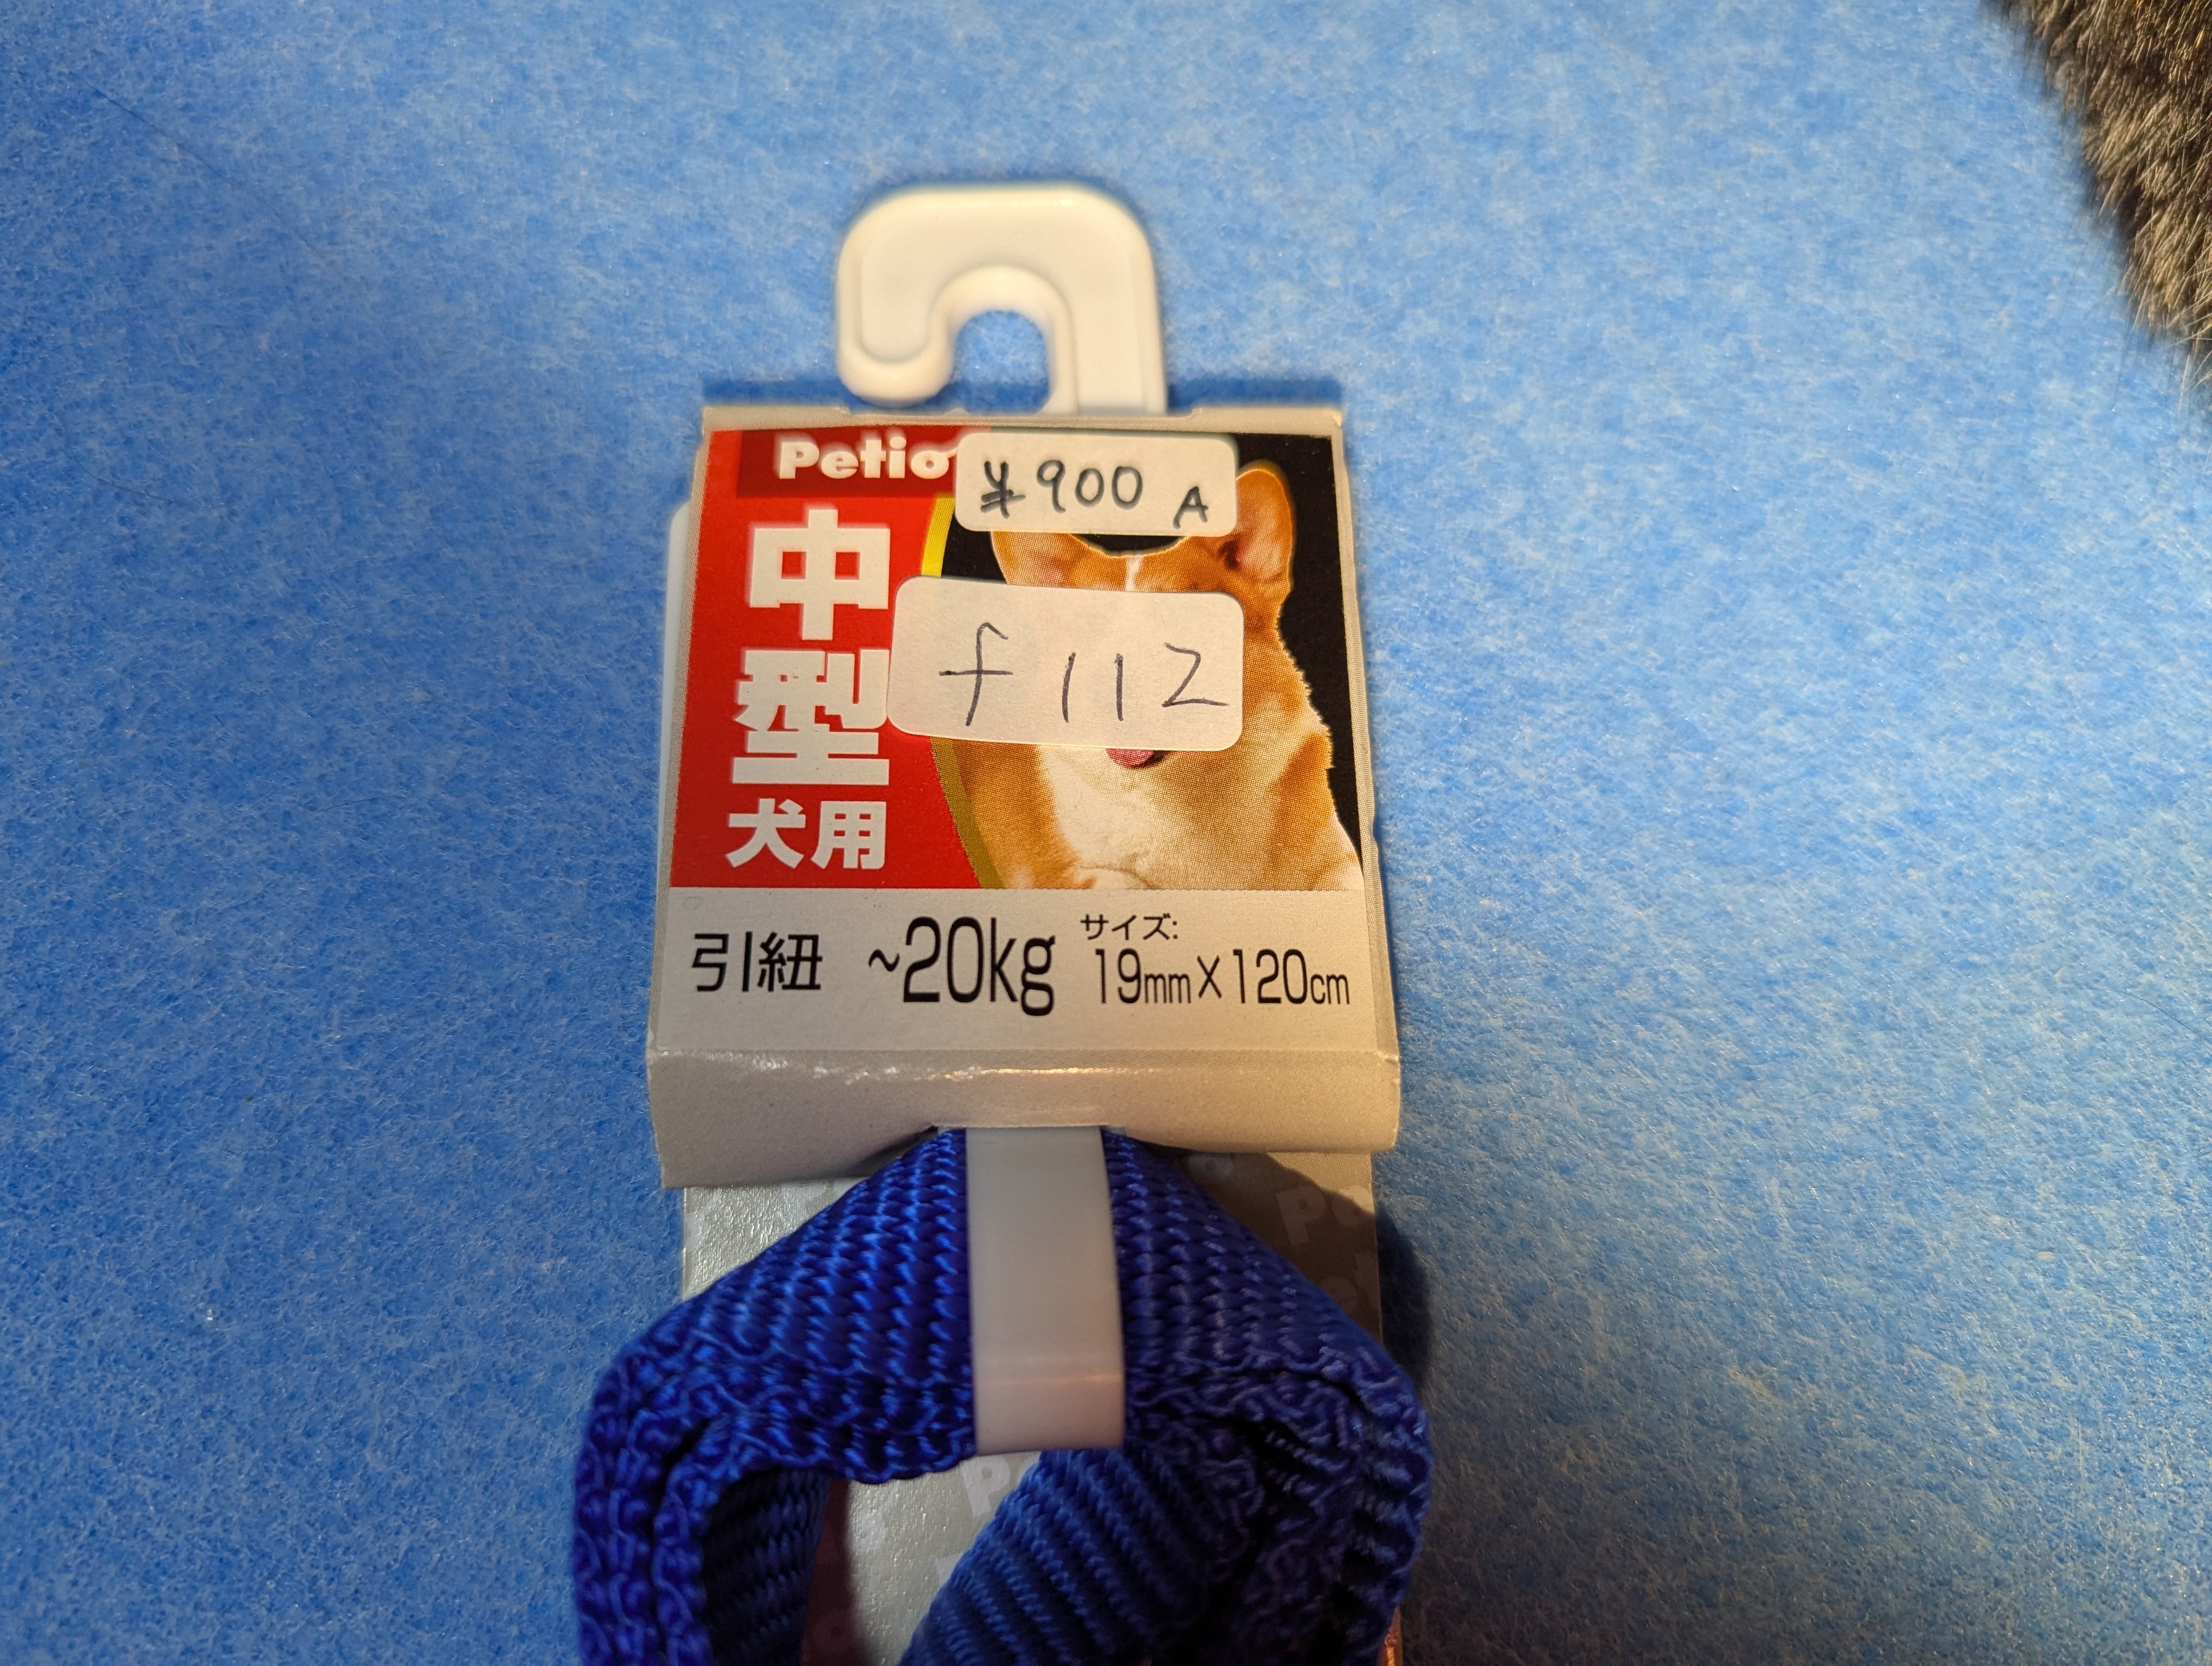 Petio
¥900 A
f112
中型
犬用
引紐 ~20kg サイズ:
19mm×120cm